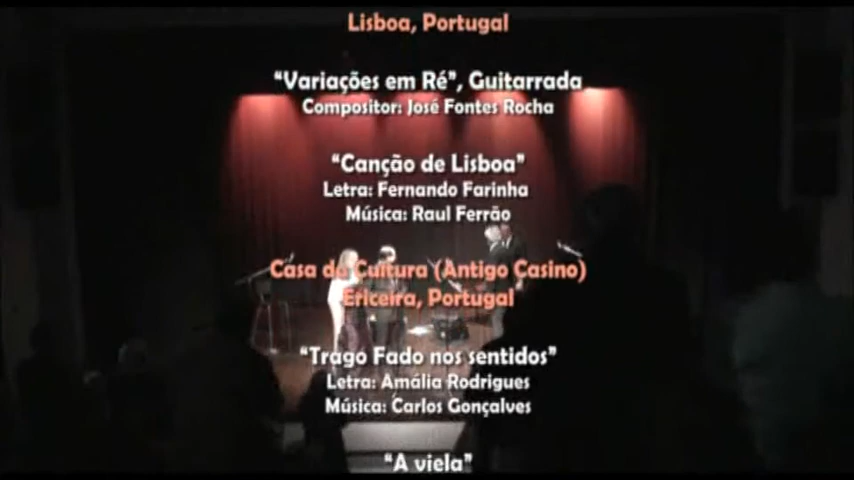 Lisboa, Portugal
“Variações em Ré”, Guitarrada
Compositor: José Fontes Rocha
“Canção de Lisboa”
Letra: Fernando Farinha
Música: Raul Ferrão
Casa da Cultura (Antigo Casino)
Ericeira, Portugal
“Trago Fado nos sentidos”
Letra: Amália Rodrigues
Música: Carlos Gonçalves
“A viela”